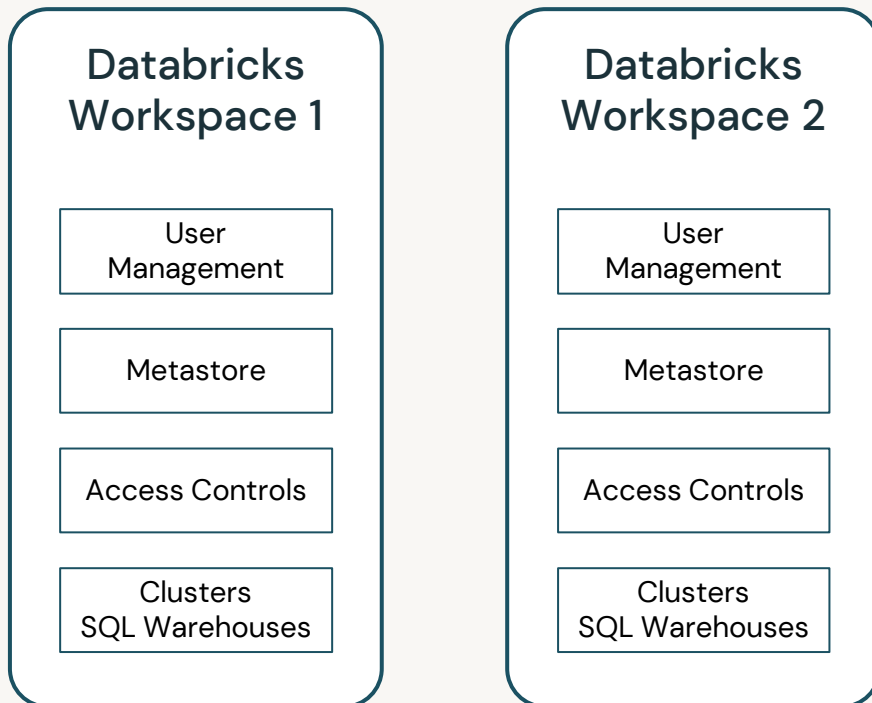 Databricks
Workspace 1
User
Management
Metastore
Access Controls
Clusters
SQL Warehouses
Databricks
Workspace 2
User
Management
Metastore
Access Controls
Clusters
SQL Warehouses